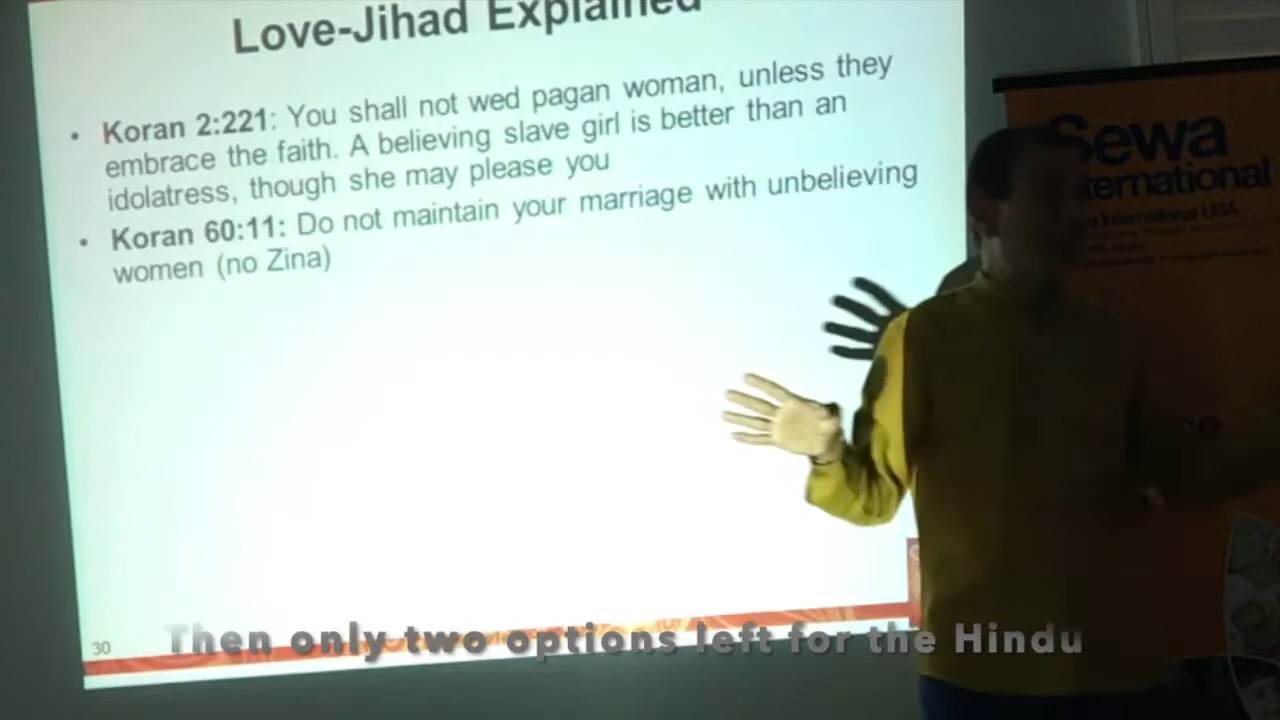 Love-Jihad Explained
• Koran 2:221: You shall not wed pagan woman, unless they
embrace the faith. A believing slave girl is better than an
idolatress, though she may please you
• Koran 60:11: Do not maintain your marriage with unbelieving
women (no Zina)
30
Sewa
International
International USA
Then only two options left for the Hindu